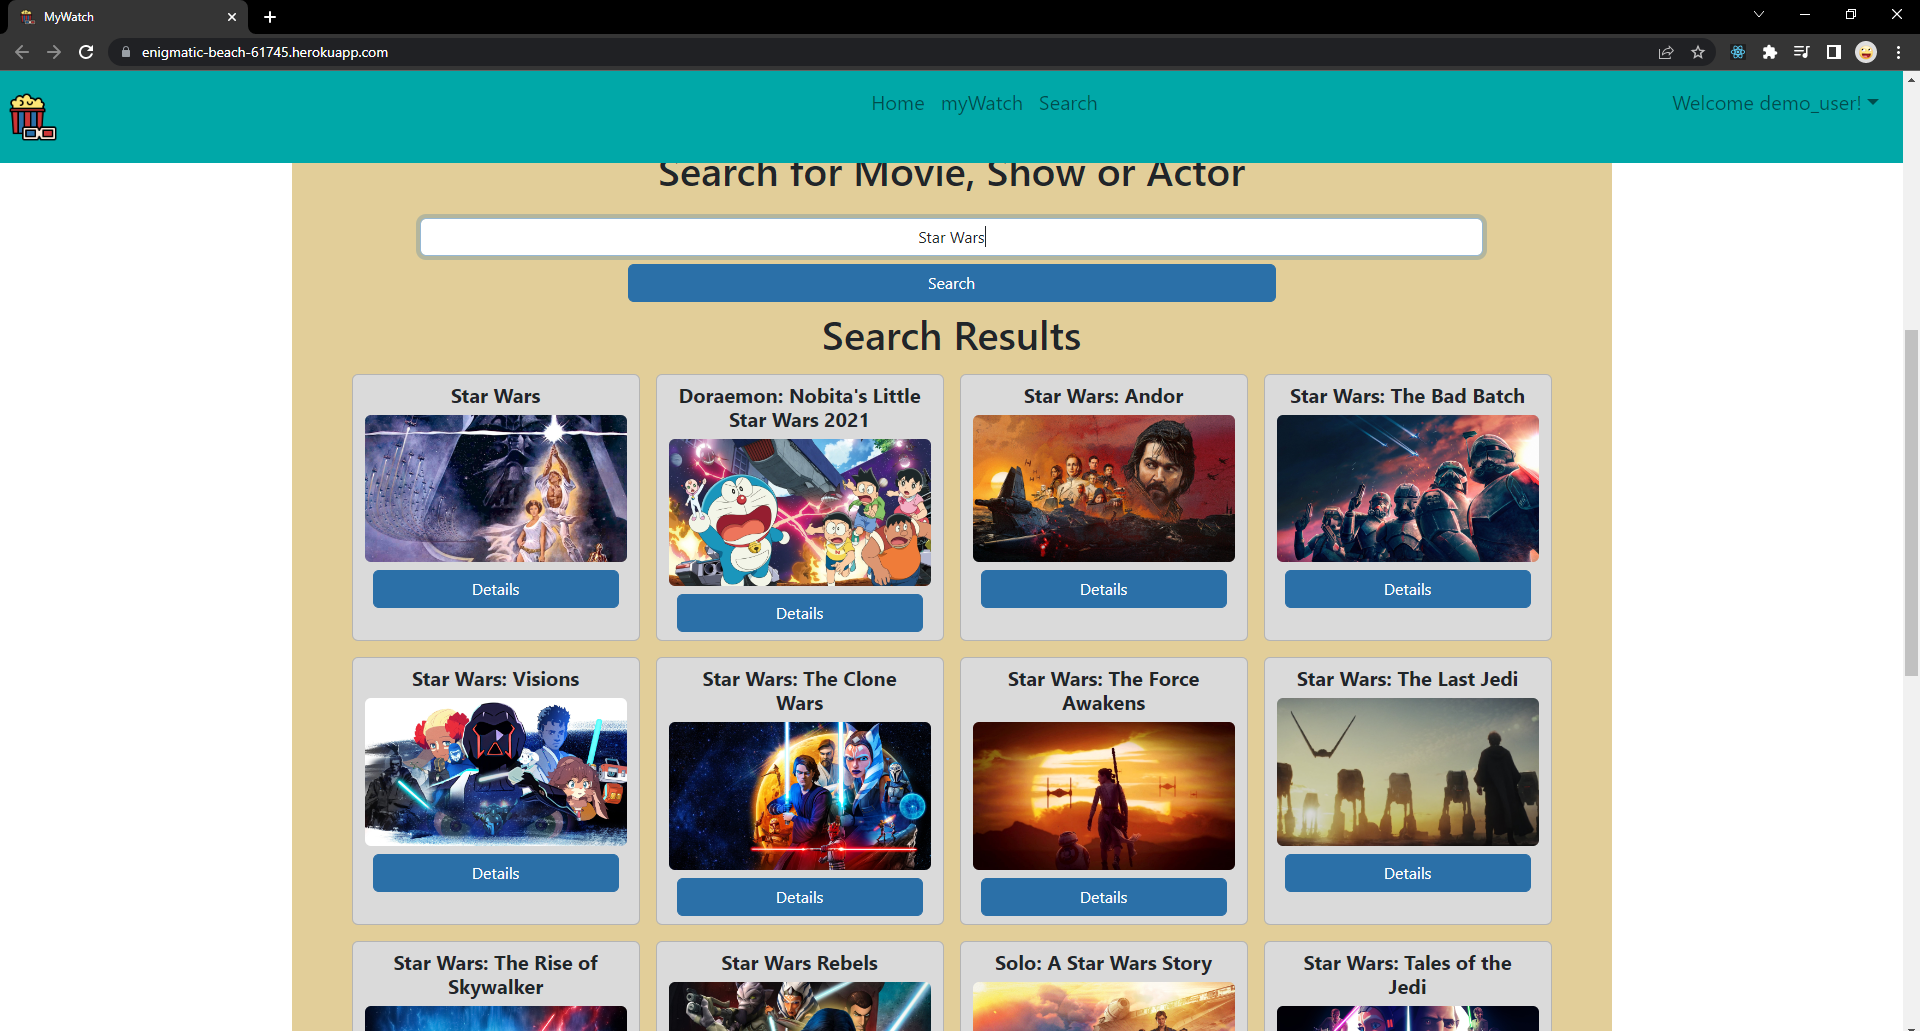 MyWatch
enigmatic-beach-61745.herokuapp.com
Home myWatch Search
Welcome demo_user!
Search for Movie, Show or Actor
Star Wars
Search
Search Results
Star Wars
Doraemon: Nobita's Little
Star Wars 2021
Star Wars: Andor
Star Wars: The Bad Batch
Details
Details
Details
Details
Star Wars: Visions
Star Wars: The Clone
Wars
Star Wars: The Force
Awakens
Star Wars: The Last Jedi
Details
Details
Details
Details
Star Wars: The Rise of
Skywalker
Star Wars Rebels
Solo: A Star Wars Story
Star Wars: Tales of the
Jedi